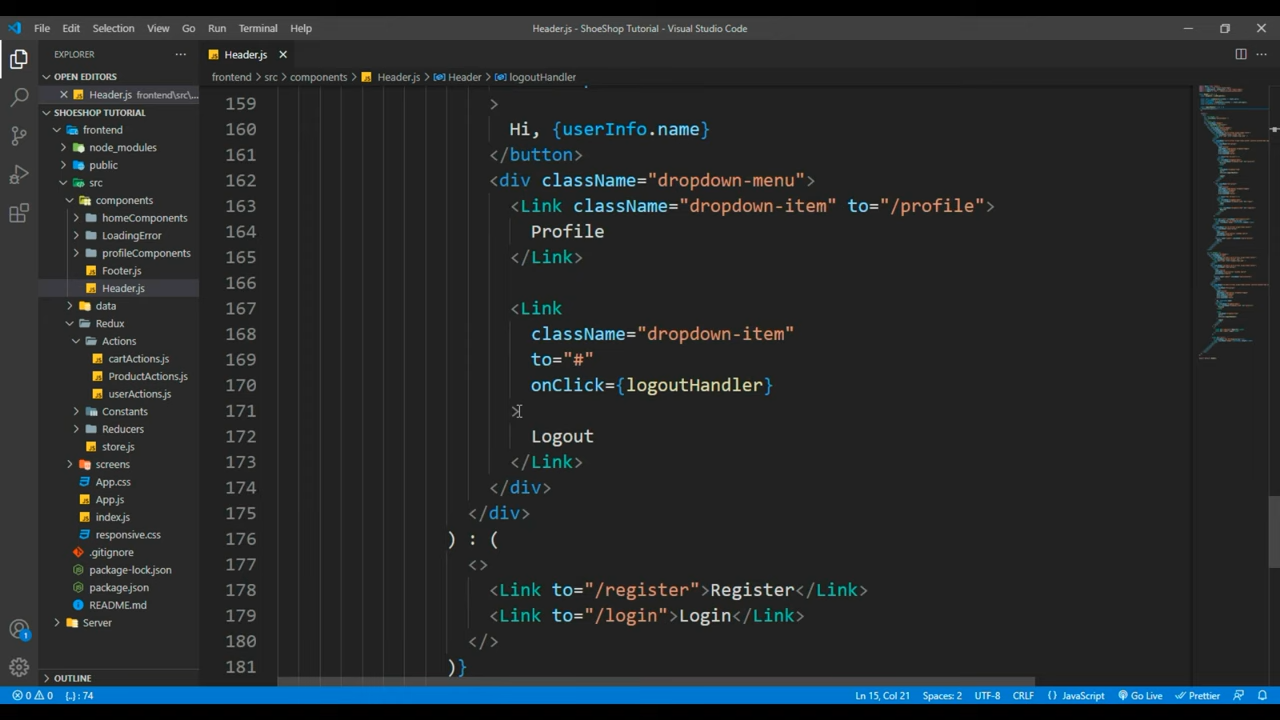 File Edit Selection View Go Run Terminal Help
Header.js - ShoeShop Tutorial - Visual Studio Code
EXPLORER
OPEN EDITORS
Header.js frontend\src\...
SHOESHOP TUTORIAL
frontend
node_modules
public
src
components
homeComponents
LoadingError
profileComponents
Footer.js
Header.js
data
Redux
Actions
cartActions.js
ProductActions.js
userActions.js
Constants
Reducers
store.js
screens
App.css
App.js
index.js
responsive.css
.gitignore
package-lock.json
package.json
README.md
Server
OUTLINE
Header.js
frontend > src > components > Header.js > Header > logoutHandler
159 >
160 Hi, {userInfo.name}
161 </button>
162 <div className="dropdown-menu">
163 <Link className="dropdown-item" to="/profile">
164 Profile
165 </Link>
166
167 <Link
168 className="dropdown-item"
169 to="#"
170 onClick={logoutHandler}
171 >
172 Logout
173 </Link>
174 </div>
175 </div>
176 ) : (
177 <>
178 <Link to="/register">Register</Link>
179 <Link to="/login">Login</Link>
180 </>
181 )}
0 0 {..} : 74
Ln 15, Col 21 Spaces: 2 UTF-8 CRLF {} JavaScript Go Live Prettier
1